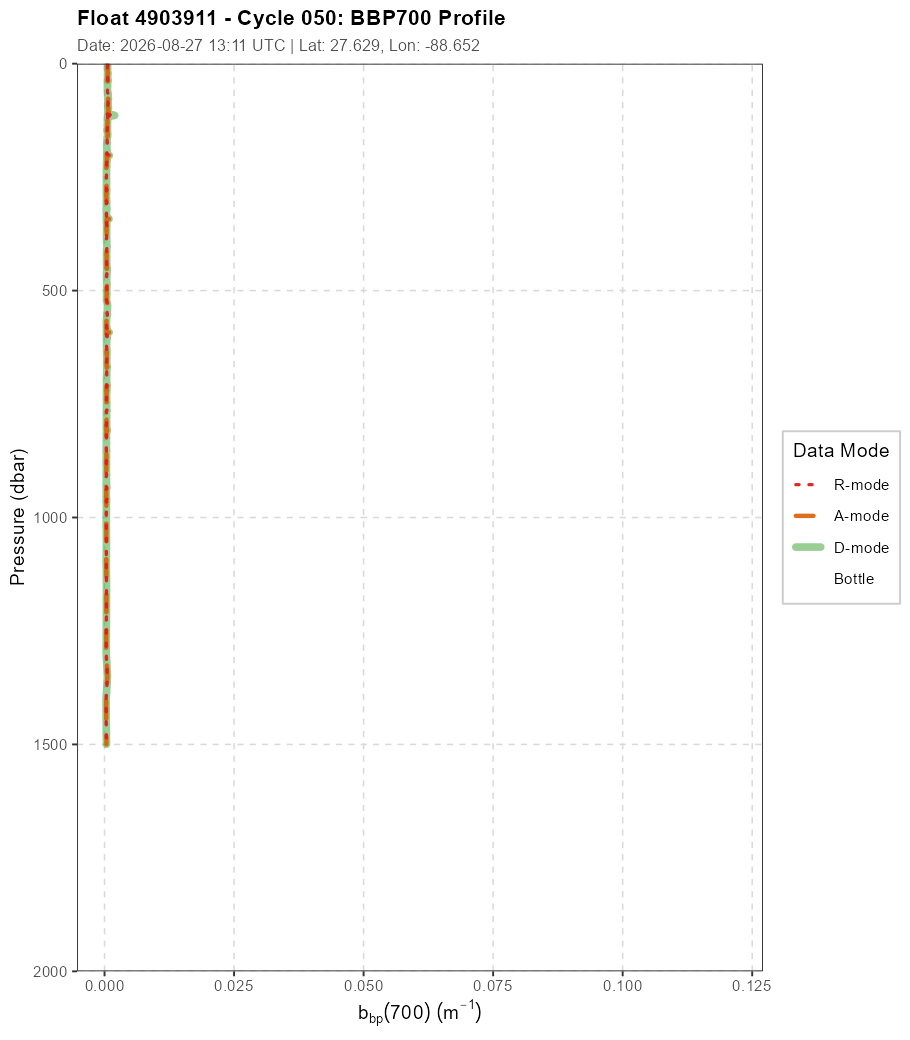 Float 4903911 - Cycle 050: BBP700 Profile
Date: 2026-08-27 13:11 UTC | Lat: 27.629, Lon: -88.652
0
500
1000
1500
2000
Pressure (dbar)
0.000 0.025 0.050 0.075 0.100 0.125
b_bp(700) (m⁻¹)
Data Mode
R-mode
A-mode
D-mode
Bottle